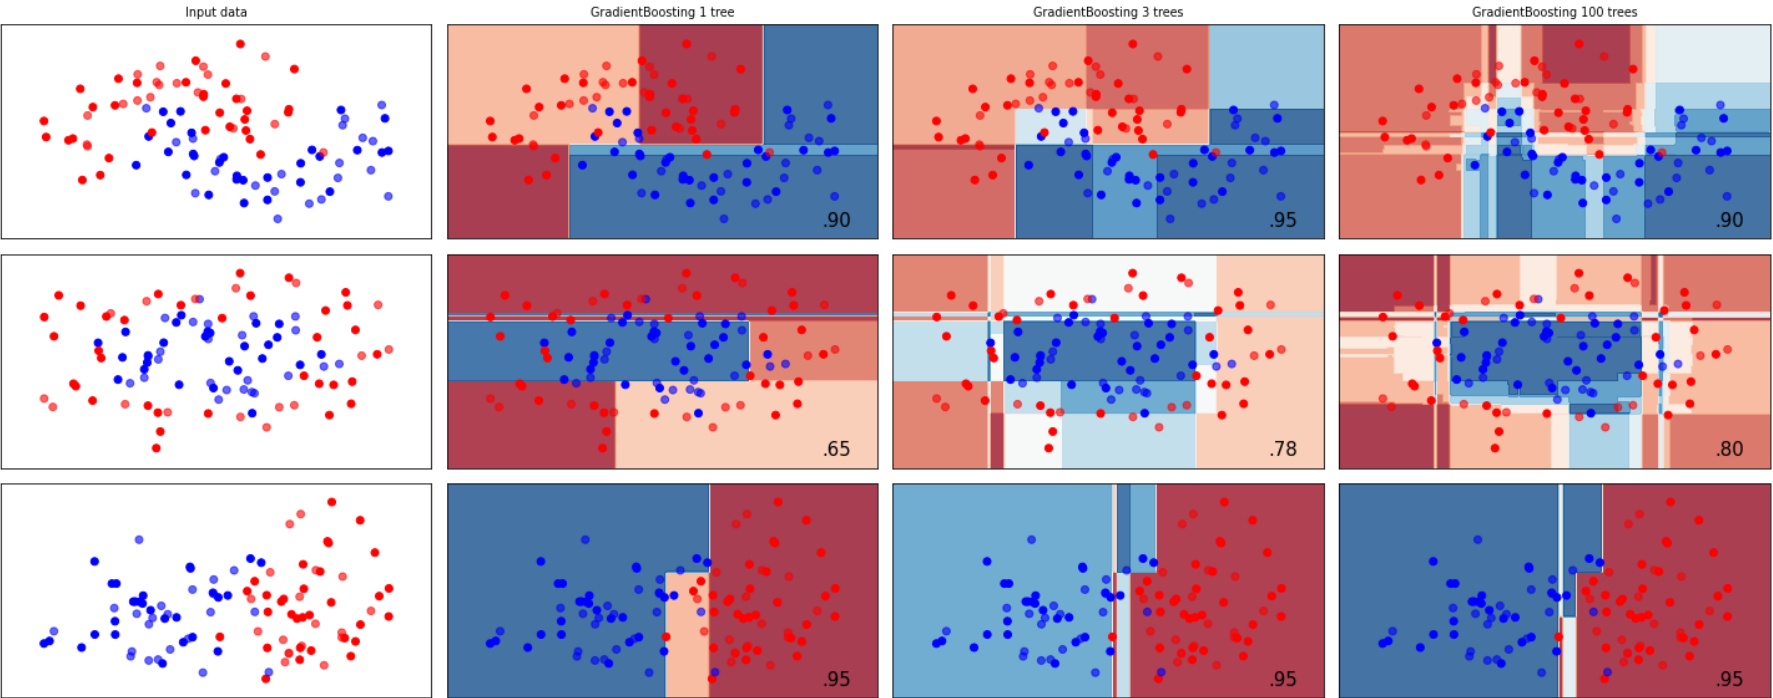 Input data
GradientBoosting 1 tree
GradientBoosting 3 trees
GradientBoosting 100 trees
.90
.95
.90
.65
.78
.80
.95
.95
.95